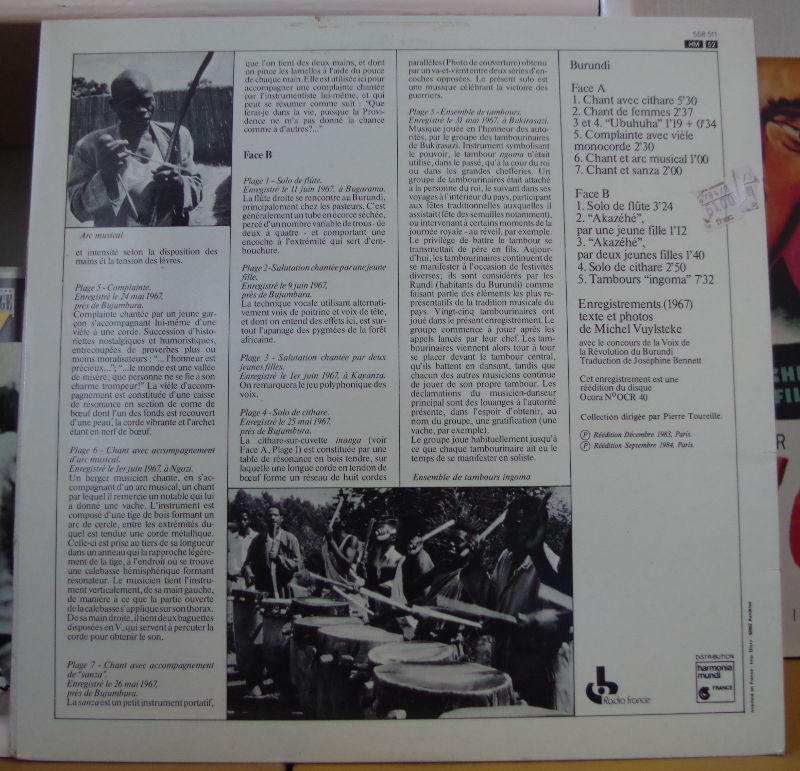 558.511
HM 52
Arc musical
et intensité selon la disposition des
mains et la tension des lèvres.
Plage 5 - Complainte.
Enregistré le 24 mai 1967,
près de Bujumbura.
Complainte chantée par un jeune gar-
çon s'accompagnant lui-même d'une
vièle à une corde. Succession d'histo-
riettes nostalgiques et humoristiques,
entrecoupées de proverbes plus ou
moins moralisateurs : "...l'honneur est
précieux..."; "...le monde est une vallée
de misère; que personne ne se fie à son
charme trompeur!" La vièle d'accom-
pagnement est constituée d'une caisse
de résonance en section de corne de
bœuf dont l'un des fonds est recouvert
d'une peau, la corde vibrante et l'archet
étant en nerf de bœuf.
Plage 6 - Chant avec accompagnement
d'arc musical.
Enregistré le 1er juin 1967, à Ngozi.
Un berger musicien chante, en s'ac-
compagnant d'un arc musical, un chant
par lequel il remercie un notable qui lui
a donné une vache. L'instrument est
composé d'une tige de bois formant un
arc de cercle, entre les extrémités du-
quel est tendue une corde métallique.
Celle-ci est prise au tiers de sa longueur
dans un anneau qui la rapproche légère-
ment de la tige, à l'endroit où se trouve
une calebasse hémisphérique formant
résonateur. Le musicien tient l'instru-
ment verticalement, de sa main gauche,
de manière à ce que la partie ouverte
de la calebasse s'applique sur son thorax.
De sa main droite, il tient deux baguettes
disposées en V, qui servent à percuter la
corde pour obtenir le son.
Plage 7 - Chant avec accompagnement
de "sanza".
Enregistré le 26 mai 1967,
près de Bujumbura.
La sanza est un petit instrument portatif,
que l'on tient des deux mains, et dont
on pince les lamelles à l'aide du pouce
de chaque main. Elle est utilisée ici pour
accompagner une complainte chantée
par l'instrumentiste lui-même, et qui
peut se résumer comme suit : "Que
ferai-je dans la vie, puisque la Provi-
dence ne m'a pas donné la chance
comme à d'autres?..."
Face B
Plage 1 - Solo de flûte.
Enregistré le 11 juin 1967, à Bugarama.
La flûte droite se rencontre au Burundi,
principalement chez les pasteurs. C'est
généralement un tube en écorce séchée,
percé d'un nombre variable de trous - de
deux à quatre - et comportant une
encoche à l'extrémité qui sert d'em-
bouchure.
Plage 2 - Salutation chantée par une jeune
fille.
Enregistré le 9 juin 1967,
près de Bujumbura.
La technique vocale utilisant alternati-
vement voix de poitrine et voix de tête,
et dont on entend des effets ici, est sur-
tout l'apanage des pygmées de la forêt
africaine.
Plage 3 - Salutation chantée par deux
jeunes filles.
Enregistré le 1er juin 1967, à Kayanza.
On remarquera le jeu polyphonique des
voix.
Plage 4 - Solo de cithare.
Enregistré le 25 mai 1967,
près de Bujumbura.
La cithare-sur-cuvette inanga (voir
Face A, Plage 1) est constituée par une
table de résonance en bois tendre, sur
laquelle une longue corde en tendon de
bœuf forme un réseau de huit cordes
parallèles (Photo de couverture) obtenu
par un va-et-vient entre deux séries d'en-
coches opposées. Le présent solo est
une musique célébrant la victoire des
guerriers.
Plage 5 - Ensemble de tambours.
Enregistré le 31 mai 1967, à Bukirasazi.
Musique jouée en l'honneur des auto-
rités, par le groupe des tambourinaires
de Bukirasazi. Instrument symbolisant
le pouvoir, le tambour ngoma n'était
utilisé, dans le passé, qu'à la cour du roi
ou dans les grandes chefferies. Un
groupe de tambourinaires était attaché
à la personne du roi, le suivant dans ses
voyages à l'intérieur du pays, participant
aux fêtes traditionnelles auxquelles il
assistait (fête des semailles notamment),
ou intervenant à certains moments de la
journée royale - au réveil, par exemple.
Le privilège de battre le tambour se
transmettait de père en fils. Aujour-
d'hui, les tambourinaires continuent de
se manifester à l'occasion de festivités
diverses; ils sont considérés par les
Rundi (habitants du Burundi) comme
faisant partie des éléments les plus re-
présentatifs de la tradition musicale du
pays. Vingt-cinq tambourinaires ont
joué dans le présent enregistrement. Le
groupe commence à jouer après les
appels lancés par leur chef. Les tam-
bourinaires viennent alors tour à tour
se placer devant le tambour central,
qu'ils battent en dansant, tandis que
chacun des autres musiciens continue
de jouer de son propre tambour. Les
déclamations du musicien-danseur
principal sont des louanges à l'autorité
présente, dans l'espoir d'obtenir, au
nom du groupe, une gratification (une
vache, par exemple).
Le groupe joue habituellement jusqu'à
ce que chaque tambourinaire ait eu le
temps de se manifester en soliste.
Ensemble de tambours ingoma
Burundi
Face A
1. Chant avec cithare 5'30
2. Chant de femmes 2'37
3 et 4. "Ubuhuha" 1'19 + 0'34
5. Complainte avec vièle
monocorde 2'30
6. Chant et arc musical 1'00
7. Chant et sanza 2'00
Face B
1. Solo de flûte 3'24
2. "Akazéhé",
par une jeune fille 1'12
3. "Akazéhé",
par deux jeunes filles 1'40
4. Solo de cithare 2'50
5. Tambours "ingoma" 7'32
Enregistrements (1967)
texte et photos
de Michel Vuylsteke
avec le concours de la Voix de
la Révolution du Burundi
Traduction de Joséphine Bennett
Cet enregistrement est une
réédition du disque
Ocora N° OCR 40
Collection dirigée par Pierre Toureille.
Ⓟ Réédition Décembre 1983, Paris.
Ⓟ Réédition Septembre 1984, Paris.
fnac
Radio france
DISTRIBUTION
harmonia
mundi
FRANCE